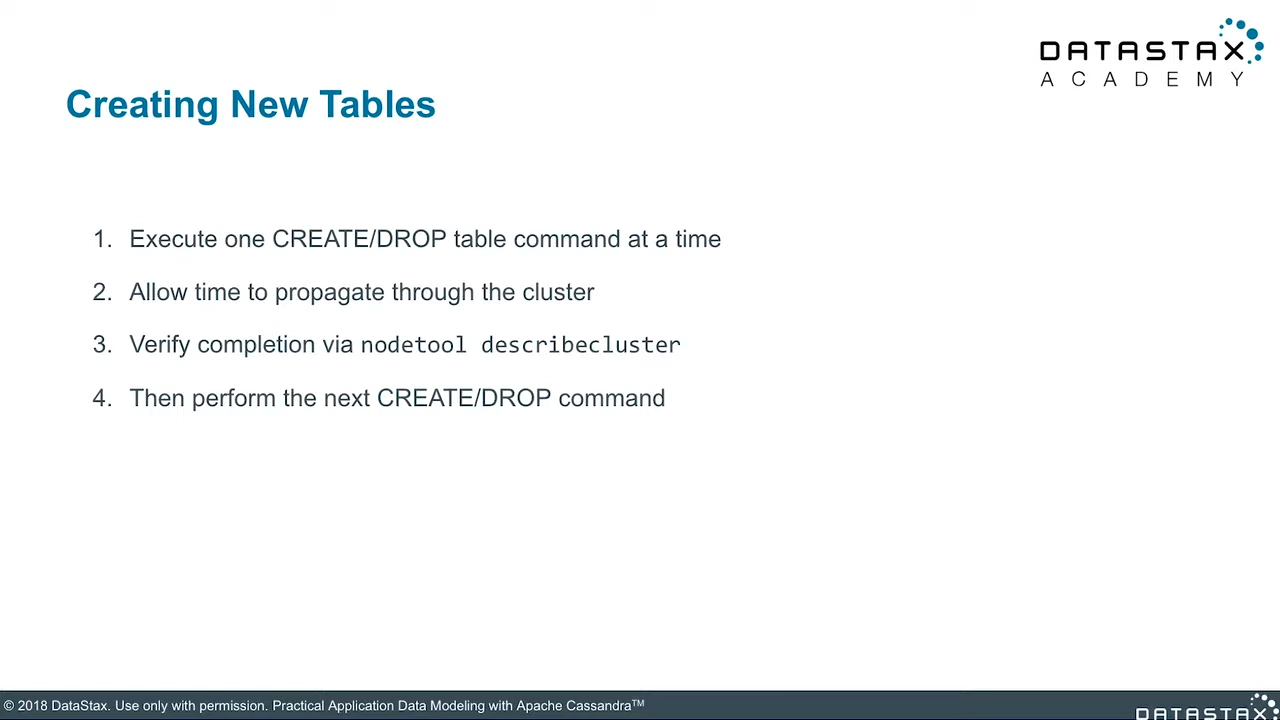 DATASTAX
ACADEMY
Creating New Tables
1. Execute one CREATE/DROP table command at a time
2. Allow time to propagate through the cluster
3. Verify completion via nodetool describecluster
4. Then perform the next CREATE/DROP command
© 2018 DataStax. Use only with permission. Practical Application Data Modeling with Apache Cassandra™
DATASTAX